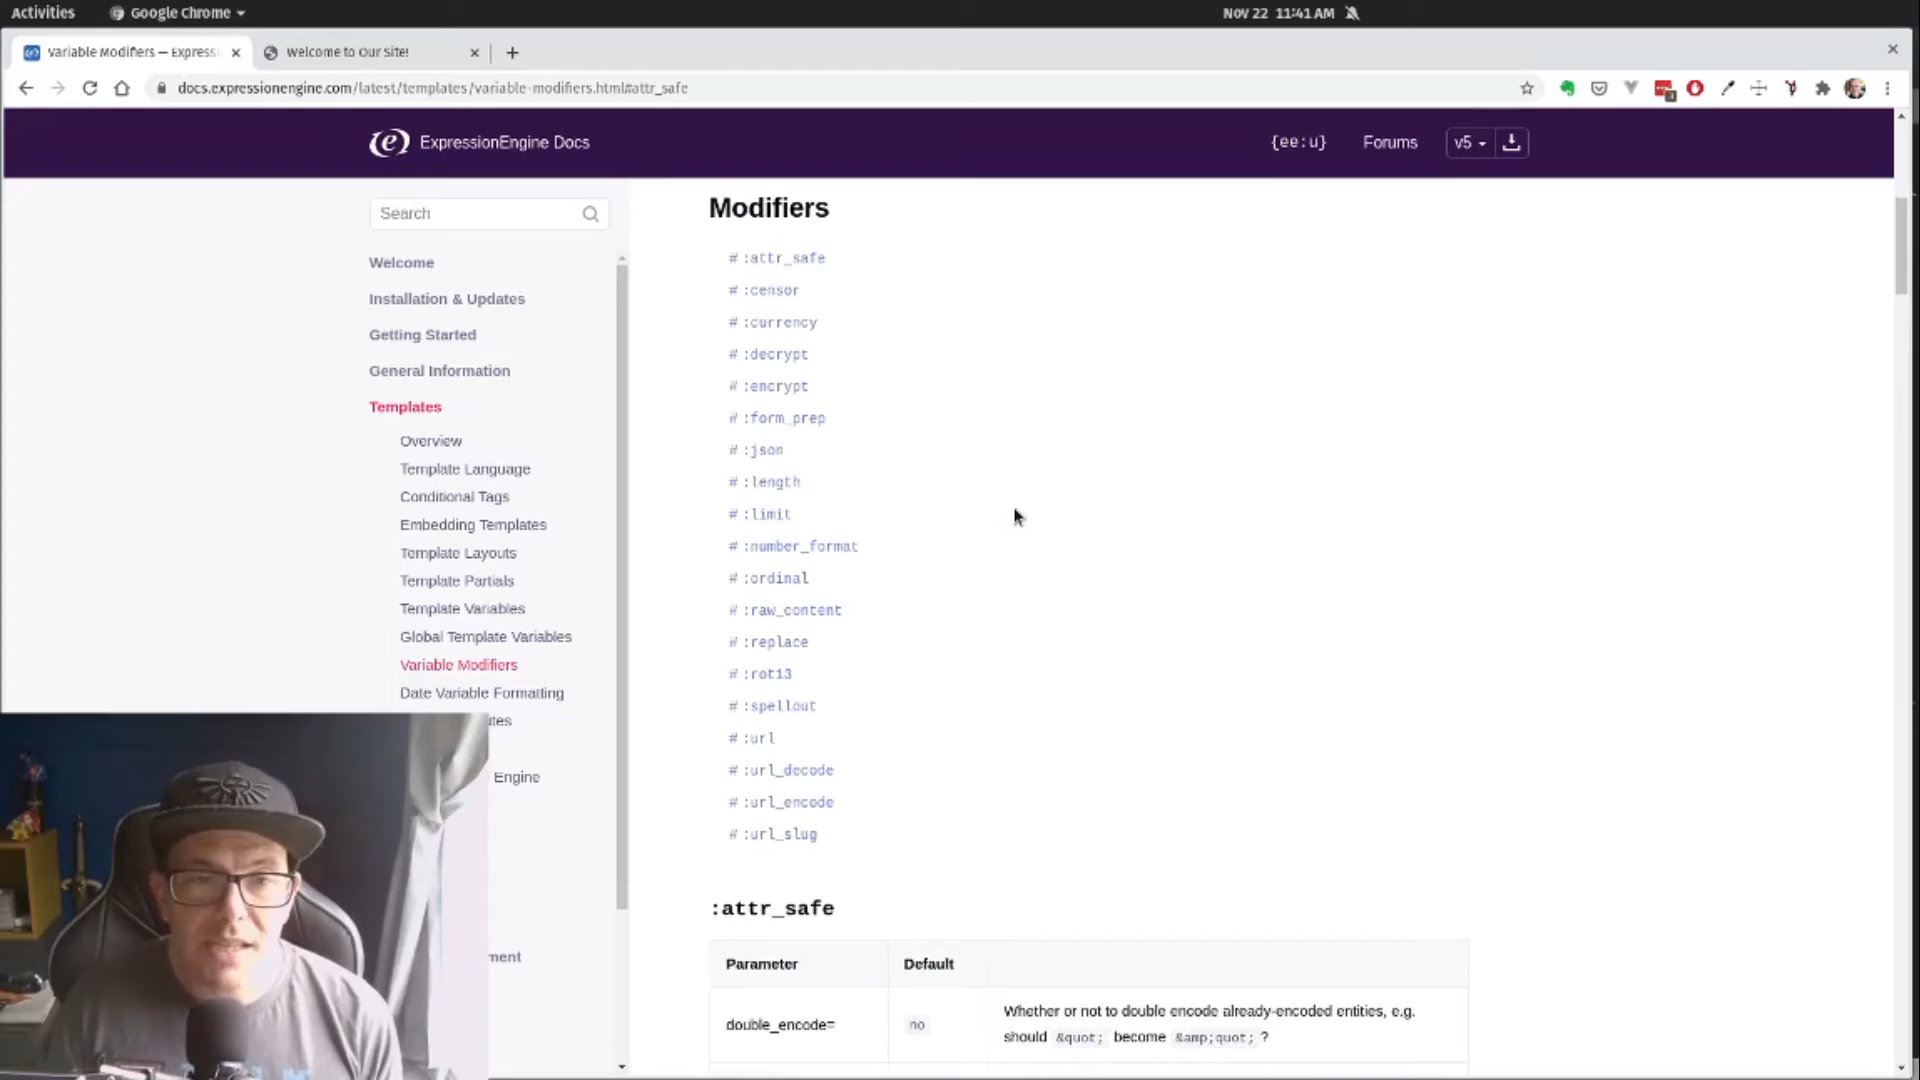 Activities
Google Chrome
Nov 22 11:41 AM
Variable Modifiers — Express
Welcome to Our Site!
docs.expressionengine.com/latest/templates/variable-modifiers.html#attr_safe
ExpressionEngine Docs
{ee:u}
Forums
v5
Search
Welcome
Installation & Updates
Getting Started
General Information
Templates
Overview
Template Language
Conditional Tags
Embedding Templates
Template Layouts
Template Partials
Template Variables
Global Template Variables
Variable Modifiers
Date Variable Formatting
utes
Engine
ment
Modifiers
# :attr_safe
# :censor
# :currency
# :decrypt
# :encrypt
# :form_prep
# :json
# :length
# :limit
# :number_format
# :ordinal
# :raw_content
# :replace
# :rot13
# :spellout
# :url
# :url_decode
# :url_encode
# :url_slug
:attr_safe
Parameter Default
double_encode= no Whether or not to double encode already-encoded entities, e.g.
should &quot; become &amp;quot; ?